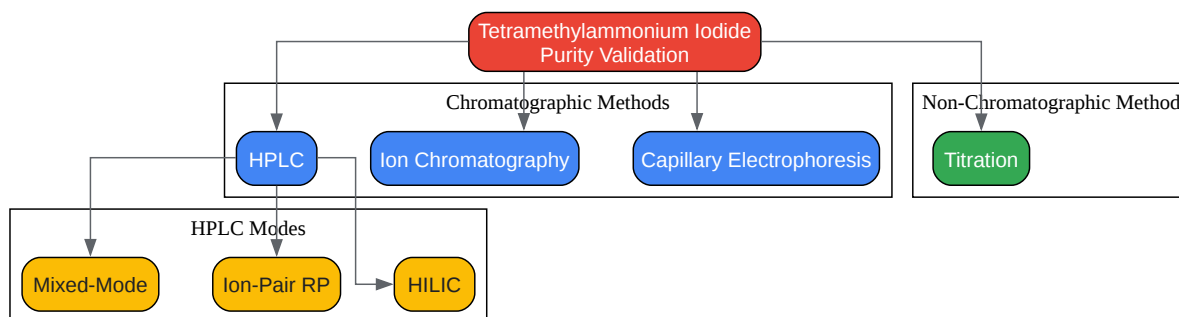 Tetramethylammonium Iodide
Purity Validation
Chromatographic Methods
Non-Chromatographic Method
HPLC
Ion Chromatography
Capillary Electrophoresis
Titration
HPLC Modes
Mixed-Mode
Ion-Pair RP
HILIC